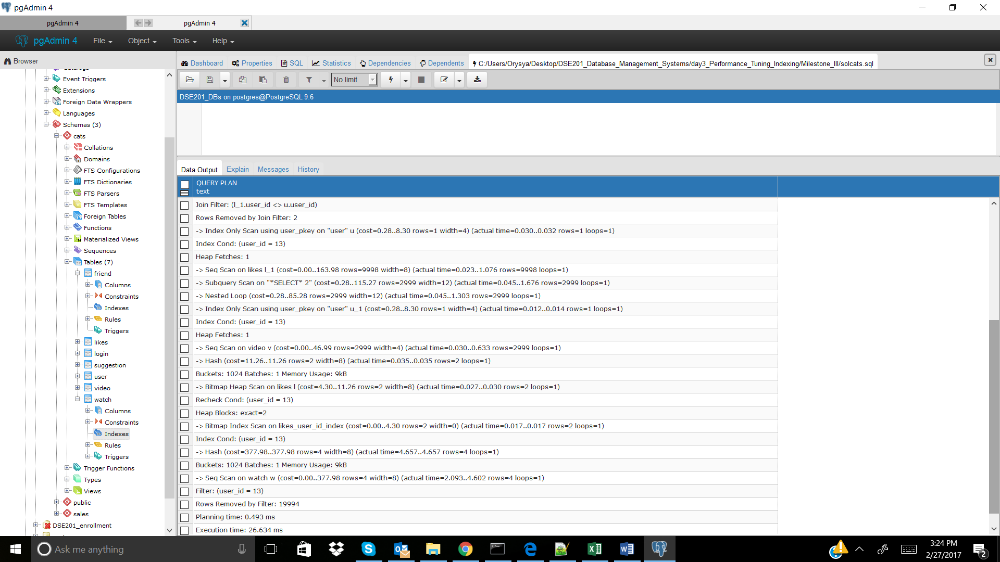 pgAdmin 4
pgAdmin 4
pgAdmin 4
pgAdmin 4
File
Object
Tools
Help
Browser
Dashboard
Properties
SQL
Statistics
Dependencies
Dependents
C:/Users/Orysya/Desktop/DSE201_Database_Management_Systems/day3_Performance_Tuning_Indexing/Milestone_III/solcats.sql
No limit
DSE201_DBs on postgres@PostgreSQL 9.6
Event Triggers
Extensions
Foreign Data Wrappers
Languages
Schemas (3)
cats
Collations
Domains
FTS Configurations
FTS Dictionaries
FTS Parsers
FTS Templates
Foreign Tables
Functions
Materialized Views
Sequences
Tables (7)
friend
Columns
Constraints
Indexes
Rules
Triggers
likes
login
suggestion
user
video
watch
Columns
Constraints
Indexes
Rules
Triggers
Trigger Functions
Types
Views
public
sales
DSE201_enrollment
Data Output
Explain
Messages
History
QUERY PLAN
text
Join Filter: (l_1.user_id <> u.user_id)
Rows Removed by Join Filter: 2
-> Index Only Scan using user_pkey on "user" u (cost=0.28..8.30 rows=1 width=4) (actual time=0.030..0.032 rows=1 loops=1)
Index Cond: (user_id = 13)
Heap Fetches: 1
-> Seq Scan on likes l_1 (cost=0.00..163.98 rows=9998 width=8) (actual time=0.023..1.076 rows=9998 loops=1)
-> Subquery Scan on "*SELECT* 2" (cost=0.28..115.27 rows=2999 width=12) (actual time=0.045..1.676 rows=2999 loops=1)
-> Nested Loop (cost=0.28..85.28 rows=2999 width=12) (actual time=0.045..1.303 rows=2999 loops=1)
-> Index Only Scan using user_pkey on "user" u_1 (cost=0.28..8.30 rows=1 width=4) (actual time=0.012..0.014 rows=1 loops=1)
Index Cond: (user_id = 13)
Heap Fetches: 1
-> Seq Scan on video v (cost=0.00..46.99 rows=2999 width=4) (actual time=0.030..0.633 rows=2999 loops=1)
-> Hash (cost=11.26..11.26 rows=2 width=8) (actual time=0.035..0.035 rows=2 loops=1)
Buckets: 1024 Batches: 1 Memory Usage: 9kB
-> Bitmap Heap Scan on likes l (cost=4.30..11.26 rows=2 width=8) (actual time=0.027..0.030 rows=2 loops=1)
Recheck Cond: (user_id = 13)
Heap Blocks: exact=2
-> Bitmap Index Scan on likes_user_id_index (cost=0.00..4.30 rows=2 width=0) (actual time=0.017..0.017 rows=2 loops=1)
Index Cond: (user_id = 13)
-> Hash (cost=377.98..377.98 rows=4 width=8) (actual time=4.657..4.657 rows=4 loops=1)
Buckets: 1024 Batches: 1 Memory Usage: 9kB
-> Seq Scan on watch w (cost=0.00..377.98 rows=4 width=8) (actual time=2.093..4.602 rows=4 loops=1)
Filter: (user_id = 13)
Rows Removed by Filter: 19994
Planning time: 0.493 ms
Execution time: 26.634 ms
Ask me anything
3:24 PM
2/27/2017
2